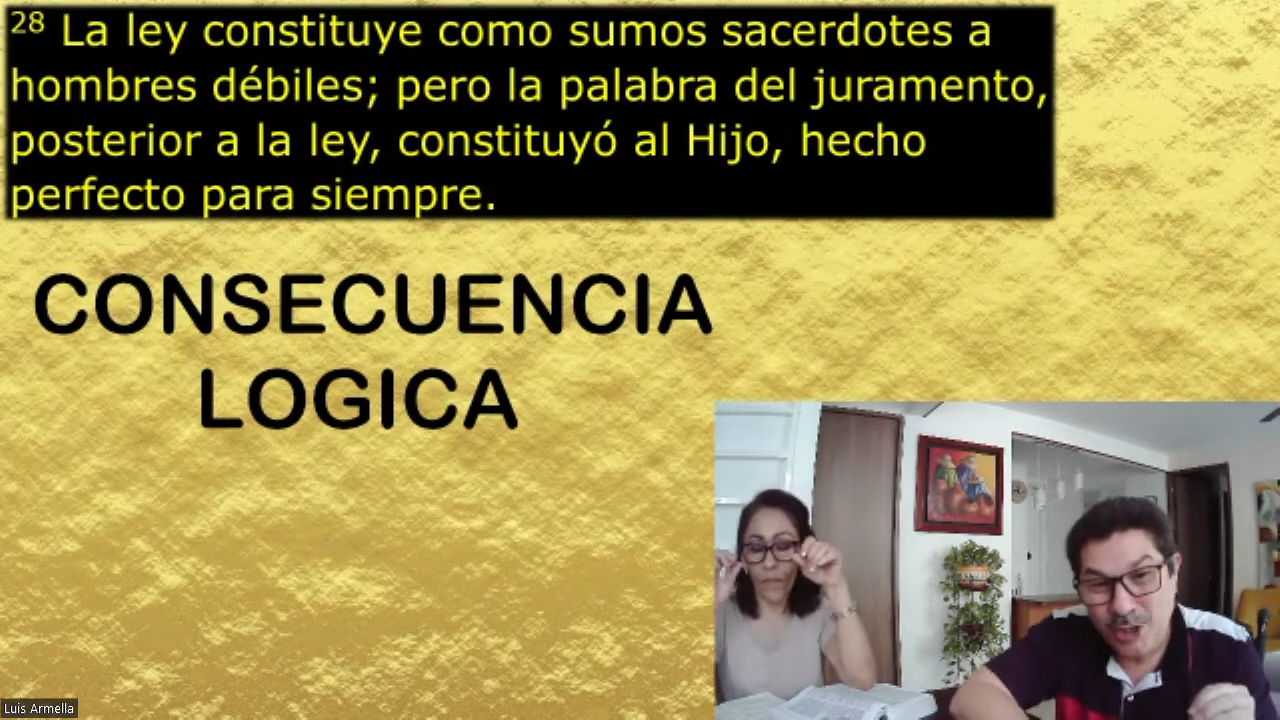 28 La ley constituye como sumos sacerdotes a
hombres débiles; pero la palabra del juramento,
posterior a la ley, constituyó al Hijo, hecho
perfecto para siempre.
CONSECUENCIA
LOGICA
Luis Armella